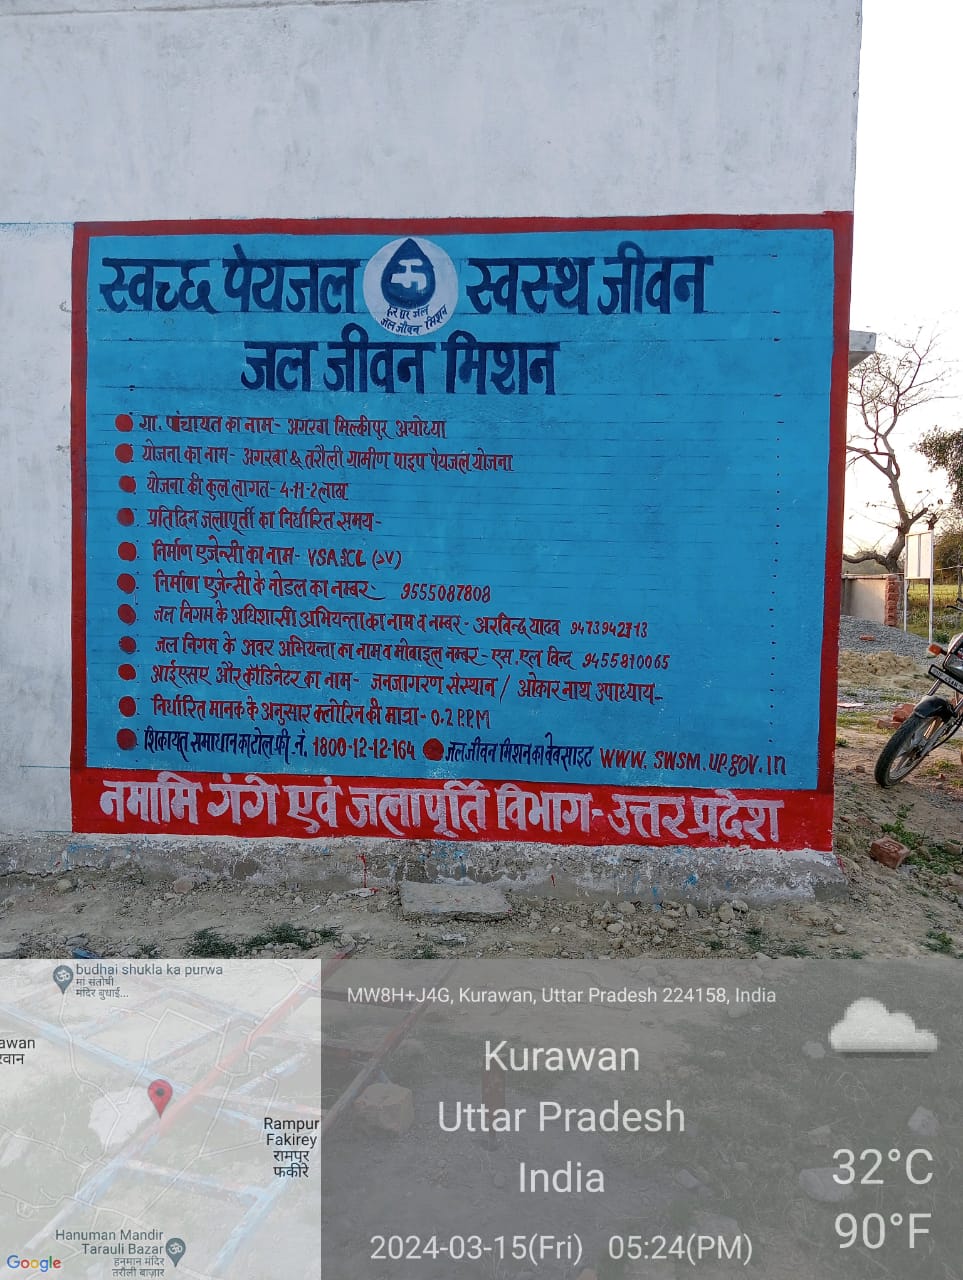 स्वच्छ पेयजल स्वस्थ जीवन
हर घर जल
जल जीवन मिशन
जल जीवन मिशन
ग्रा. पांचायत का नाम- अगरबा मिल्कीपुर अयोध्या
योजना का नाम- अगरबा & तरौली ग्रामीण पाइप पेयजल योजना
योजना की कुल लागत- 4-11-2 लाख
प्रतिदिन जलापूर्ती का निर्धारित समय-
निर्माण एजेन्सी का नाम- VSA SCL (JV)
निर्माण एजेन्सी के नोडल का नम्बर- 9555087808
जल निगम के अधिशासी अभियन्ता का नाम व नम्बर- अरविन्द यादव
जल निगम के अवर अभियन्ता का नाम व मोबाइल नम्बर- एस.एल विन्द 9455810065
आईएसए और कॉडिनेटर का नाम- जनजागरण संस्थान / ओंकार नाथ उपाध्याय-
निर्धारित मानक के अनुसार क्लोरिन की मात्रा- 0.2 P.P.M
शिकायत समाधान का टोल.फ्री. नं. 1800-12-12-164 जल जीवन मिशन का वेबसाइट www.swsm.up.gov.in
नमामि गंगे एवं जलापूर्ति विभाग- उत्तर प्रदेश
budhai shukla ka purwa
मां संतोषी
मंदिर बुधाई...
awan
रवान
Rampur
Fakirey
रामपुर
फकीरे
Hanuman Mandir
Tarauli Bazar
हनुमान मंदिर
तरौली बाज़ार
Google
MW8H+J4G, Kurawan, Uttar Pradesh 224158, India
Kurawan
Uttar Pradesh
India
2024-03-15(Fri) 05:24(PM)
32°C
90°F